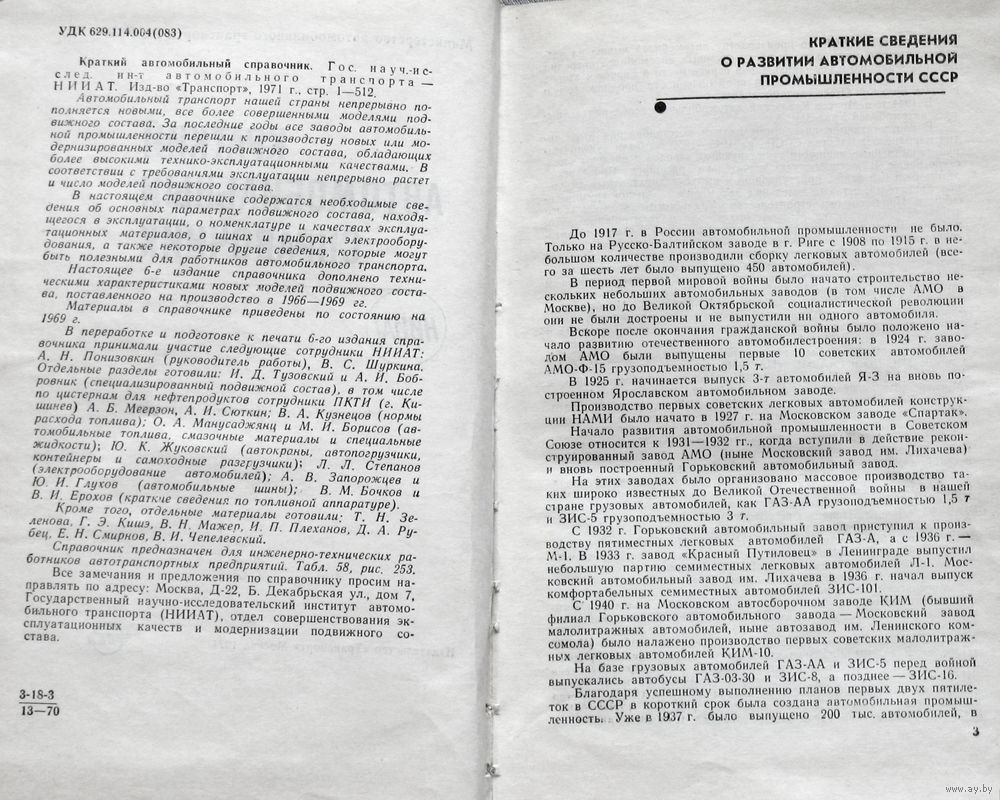 УДК 629.114.004(083)
Краткий автомобильный справочник. Гос. науч.-ис-
след. ин-т автомобильного транспорта —
НИИАТ. Изд-во «Транспорт», 1971 г., стр. 1—512.
Автомобильный транспорт нашей страны непрерывно по-
полняется новыми, все более совершенными моделями под-
вижного состава. За последние годы все заводы автомобиль-
ной промышленности перешли к производству новых или мо-
дернизированных моделей подвижного состава, обладающих
более высокими технико-эксплуатационными качествами. В
соответствии с требованиями эксплуатации непрерывно растет
и число моделей подвижного состава.
В настоящем справочнике содержатся необходимые све-
дения об основных параметрах подвижного состава, находя-
щегося в эксплуатации, о номенклатуре и качествах эксплуа-
тационных материалов, о шинах и приборах электрообору-
дования, а также некоторые другие сведения, которые могут
быть полезными для работников автомобильного транспорта.
Настоящее 6-е издание справочника дополнено техни-
ческими характеристиками новых моделей подвижного соста-
ва, поставленного на производство в 1966—1969 гг.
Материалы в справочнике приведены по состоянию на
1969 г.
В переработке и подготовке к печати 6-го издания спра-
вочника принимали участие следующие сотрудники НИИАТ:
А. Н. Понизовкин (руководитель работы), В. С. Шуркина.
Отдельные разделы готовили: И. Д. Тузовский и А. И. Боб-
ровник (специализированный подвижной состав), в том числе
по цистернам для нефтепродуктов сотрудники ПКТИ (г. Ки-
шинев) А. Б. Меерзон, А. И. Сюткин; В. А. Кузнецов (нормы
расхода топлива); О. А. Манусаджянц и М. И. Борисов (ав-
томобильные топлива, смазочные материалы и специальные
жидкости); Ю. К. Жуковский (автокраны, автопогрузчики,
контейнеры и самоходные разгрузчики); Л. Л. Степанов
(электрооборудование автомобилей); А. В. Запорожцев и
Ю. И. Глухов (автомобильные шины); В. М. Бочков и
В. И. Ерохов (краткие сведения по топливной аппаратуре).
Кроме того, отдельные материалы готовили: Т. Н. Зе-
ленова, Г. Э. Кишэ, В. Н. Мажер, И. П. Плеханов, Д. А. Ру-
бец, Е. Н. Смирнов, В. И. Чепелевский.
Справочник предназначен для инженерно-технических ра-
ботников автотранспортных предприятий. Табл. 58, рис. 253.
Все замечания и предложения по справочнику просим на-
правлять по адресу: Москва, Д-22, Б. Декабрьская ул., дом 7,
Государственный научно-исследовательский институт автомо-
бильного транспорта (НИИАТ), отдел совершенствования эк-
сплуатационных качеств и модернизации подвижного со-
става.
3-18-3
13—70
КРАТКИЕ СВЕДЕНИЯ
О РАЗВИТИИ АВТОМОБИЛЬНОЙ
ПРОМЫШЛЕННОСТИ СССР
До 1917 г. в России автомобильной промышленности не было.
Только на Русско-Балтийском заводе в г. Риге с 1908 по 1915 г. в не-
большом количестве производили сборку легковых автомобилей (все-
го за шесть лет было выпущено 450 автомобилей).
В период первой мировой войны было начато строительство не-
скольких небольших автомобильных заводов (в том числе АМО в
Москве), но до Великой Октябрьской социалистической революции
они не были достроены и не выпустили ни одного автомобиля.
Вскоре после окончания гражданской войны было положено на-
чало развитию отечественного автомобилестроения: в 1924 г. заво-
дом АМО были выпущены первые 10 советских автомобилей
АМО-Ф-15 грузоподъемностью 1,5 т.
В 1925 г. начинается выпуск 3-т автомобилей Я-3 на вновь по-
строенном Ярославском автомобильном заводе.
Производство первых советских легковых автомобилей конструк-
ции НАМИ было начато в 1927 г. на Московском заводе «Спартак».
Начало развития автомобильной промышленности в Советском
Союзе относится к 1931—1932 гг., когда вступили в действие рекон-
струированный завод АМО (ныне Московский завод им. Лихачева)
и вновь построенный Горьковский автомобильный завод.
На этих заводах было организовано массовое производство та-
ких широко известных до Великой Отечественной войны в нашей
стране грузовых автомобилей, как ГАЗ-АА грузоподъемностью 1,5 т
и ЗИС-5 грузоподъемностью 3 т.
С 1932 г. Горьковский автомобильный завод приступил к произ-
водству пятиместных легковых автомобилей ГАЗ-А, а с 1936 г. —
М-1. В 1933 г. завод «Красный Путиловец» в Ленинграде выпустил
небольшую партию семиместных легковых автомобилей Л-1. Мос-
ковский автомобильный завод им. Лихачева в 1936 г. начал выпуск
комфортабельных семиместных автомобилей ЗИС-101.
С 1940 г. на Московском автосборочном заводе КИМ (бывший
филиал Горьковского автомобильного завода — Московский завод
малолитражных автомобилей, ныне автозавод им. Ленинского ком-
сомола) было налажено производство первых советских малолитраж-
ных легковых автомобилей КИМ-10.
На базе грузовых автомобилей ГАЗ-АА и ЗИС-5 перед войной
выпускались автобусы ГАЗ-03-30 и ЗИС-8, а позднее — ЗИС-16.
Благодаря успешному выполнению планов первых двух пятиле-
ток в СССР в короткий срок была создана автомобильная промыш-
ленность. Уже в 1937 г. было выпущено 200 тыс. автомобилей, в
3
www.ay.by